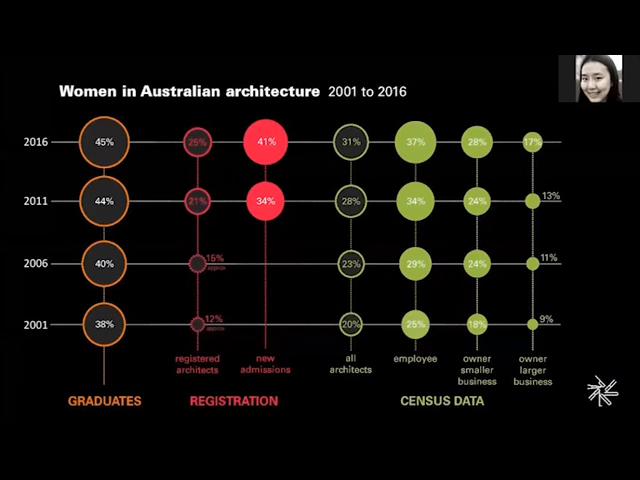 Women in Australian architecture 2001 to 2016
2016 45% 25% 41% 31% 37% 28% 17%
2011 44% 21% 34% 28% 34% 24% 13%
2006 40% 15% approx 23% 29% 24% 11%
2001 38% 12% approx 20% 25% 18% 9%
registered architects
new admissions
all architects
employee
owner smaller business
owner larger business
GRADUATES REGISTRATION CENSUS DATA